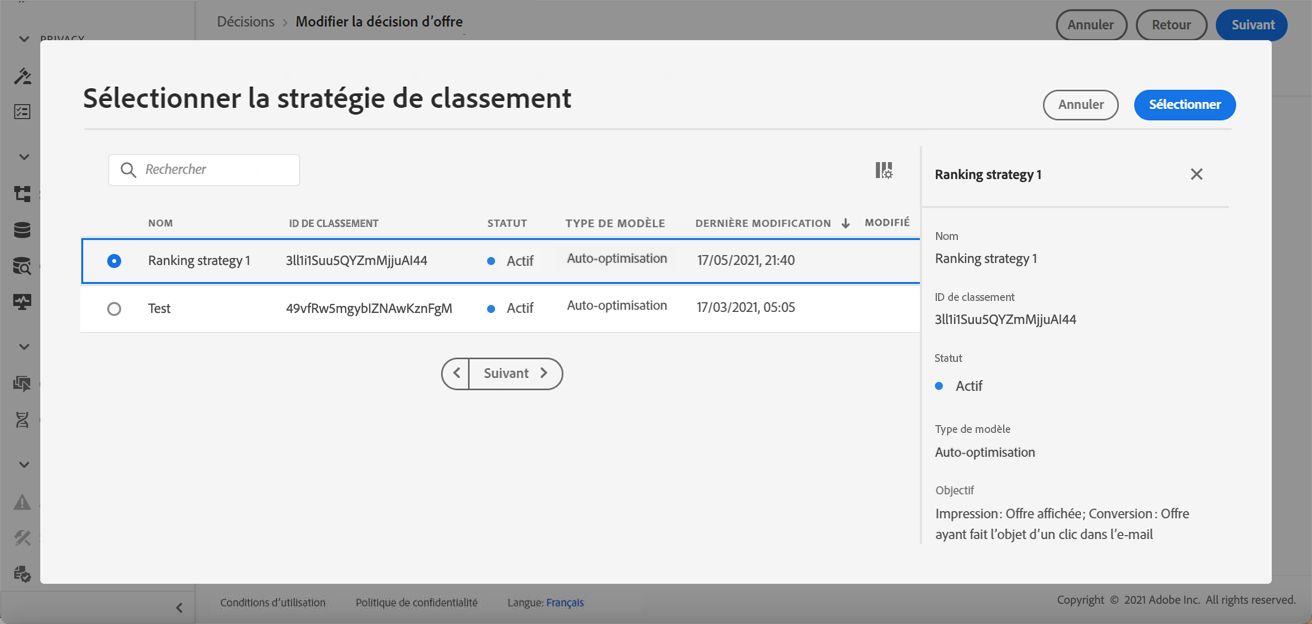 Décisions > Modifier la décision d’offre
Annuler
Retour
Suivant
PRIVACY
Sélectionner la stratégie de classement
Annuler
Sélectionner
Rechercher
NOM ID DE CLASSEMENT STATUT TYPE DE MODÈLE DERNIÈRE MODIFICATION ↓ MODIFIÉ
Ranking strategy 1 3ll1i1Suu5QYZmMjjuAI44 Actif Auto-optimisation 17/05/2021, 21:40
Test 49vfRw5mgybIZNAwKznFgM Actif Auto-optimisation 17/03/2021, 05:05
Suivant
Ranking strategy 1
Nom
Ranking strategy 1
ID de classement
3ll1i1Suu5QYZmMjjuAI44
Statut
Actif
Type de modèle
Auto-optimisation
Objectif
Impression : Offre affichée ; Conversion : Offre
ayant fait l’objet d’un clic dans l’e-mail
Conditions d’utilisation Politique de confidentialité Langue: Français
Copyright © 2021 Adobe Inc. All rights reserved.